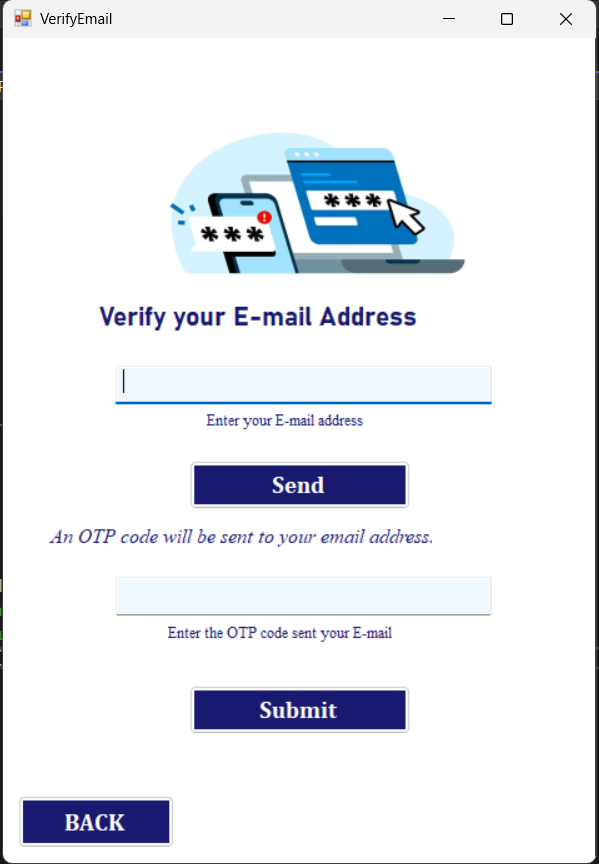 VerifyEmail
***
***
Verify your E-mail Address
Enter your E-mail address
Send
An OTP code will be sent to your email address.
Enter the OTP code sent your E-mail
Submit
BACK